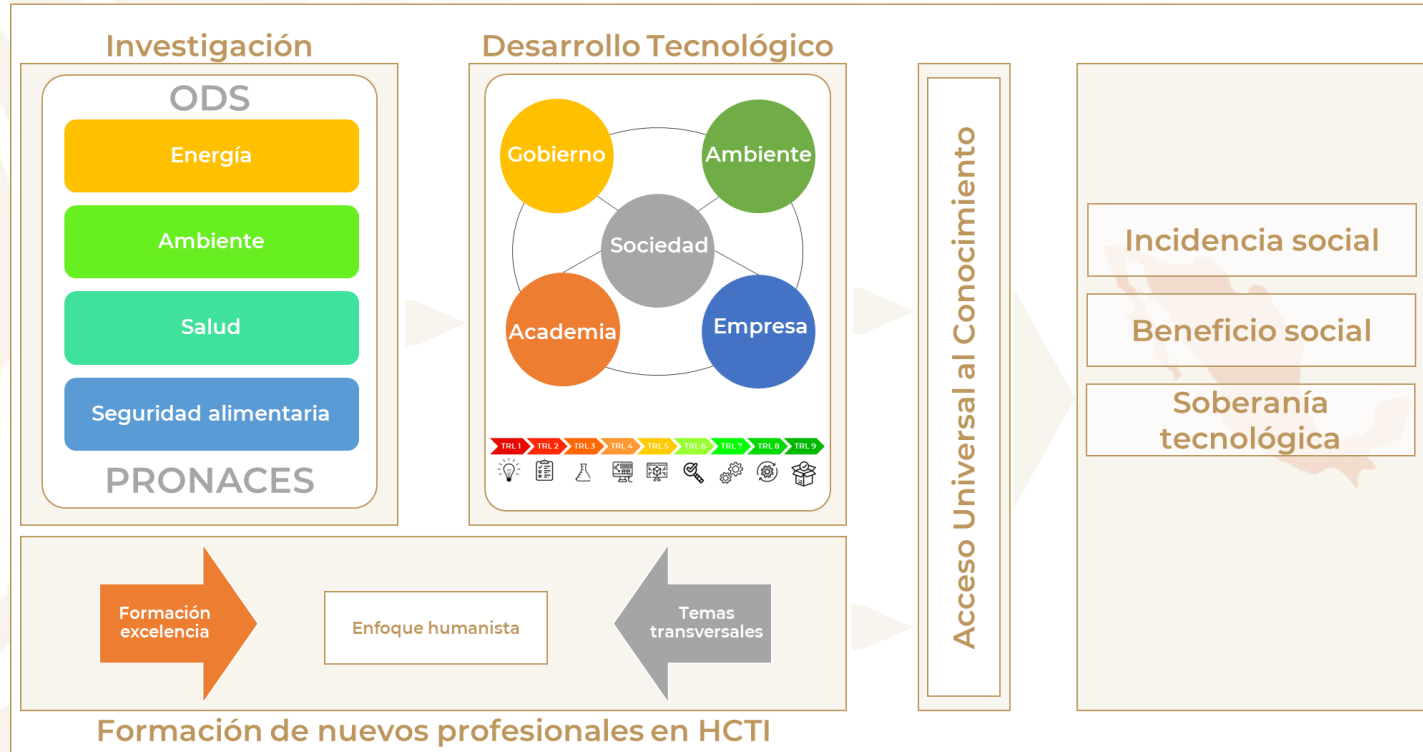 Investigación
ODS
Energía
Ambiente
Salud
Seguridad alimentaria
PRONACES
Desarrollo Tecnológico
Gobierno
Ambiente
Sociedad
Academia
Empresa
TRL 1 TRL 2 TRL 3 TRL 4 TRL 5 TRL 6 TRL 7 TRL 8 TRL 9
Formación
excelencia
Enfoque humanista
Temas
transversales
Formación de nuevos profesionales en HCTI
Acceso Universal al Conocimiento
Incidencia social
Beneficio social
Soberanía
tecnológica